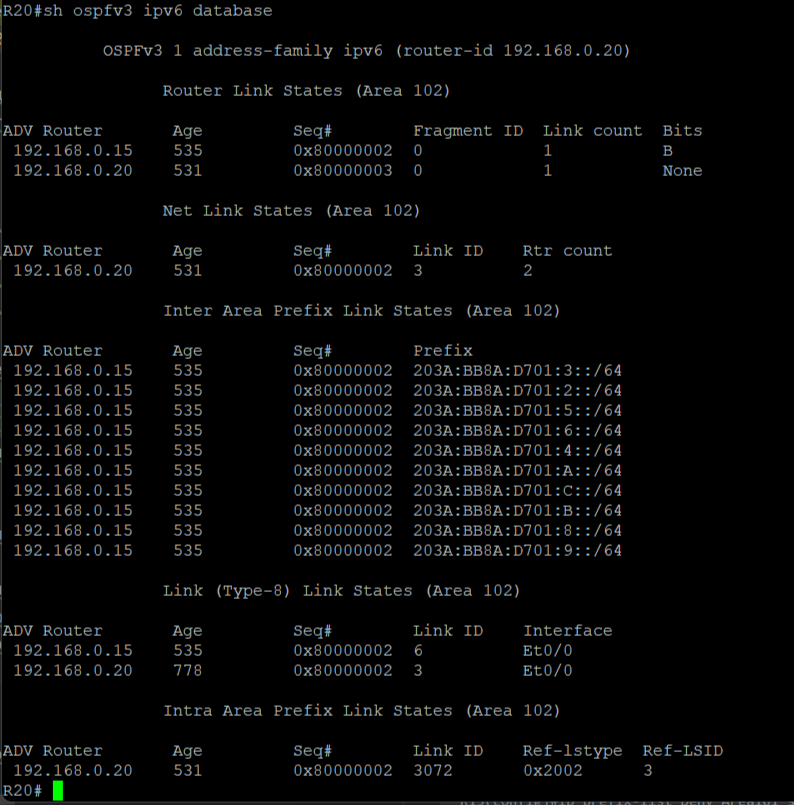 R20#sh ospfv3 ipv6 database
OSPFv3 1 address-family ipv6 (router-id 192.168.0.20)
Router Link States (Area 102)
ADV Router Age Seq# Fragment ID Link count Bits
192.168.0.15 535 0x80000002 0 1 B
192.168.0.20 531 0x80000003 0 1 None
Net Link States (Area 102)
ADV Router Age Seq# Link ID Rtr count
192.168.0.20 531 0x80000002 3 2
Inter Area Prefix Link States (Area 102)
ADV Router Age Seq# Prefix
192.168.0.15 535 0x80000002 203A:BB8A:D701:3::/64
192.168.0.15 535 0x80000002 203A:BB8A:D701:2::/64
192.168.0.15 535 0x80000002 203A:BB8A:D701:5::/64
192.168.0.15 535 0x80000002 203A:BB8A:D701:6::/64
192.168.0.15 535 0x80000002 203A:BB8A:D701:4::/64
192.168.0.15 535 0x80000002 203A:BB8A:D701:A::/64
192.168.0.15 535 0x80000002 203A:BB8A:D701:C::/64
192.168.0.15 535 0x80000002 203A:BB8A:D701:B::/64
192.168.0.15 535 0x80000002 203A:BB8A:D701:8::/64
192.168.0.15 535 0x80000002 203A:BB8A:D701:9::/64
Link (Type-8) Link States (Area 102)
ADV Router Age Seq# Link ID Interface
192.168.0.15 535 0x80000002 6 Et0/0
192.168.0.20 778 0x80000002 3 Et0/0
Intra Area Prefix Link States (Area 102)
ADV Router Age Seq# Link ID Ref-lstype Ref-LSID
192.168.0.20 531 0x80000002 3072 0x2002 3
R20#